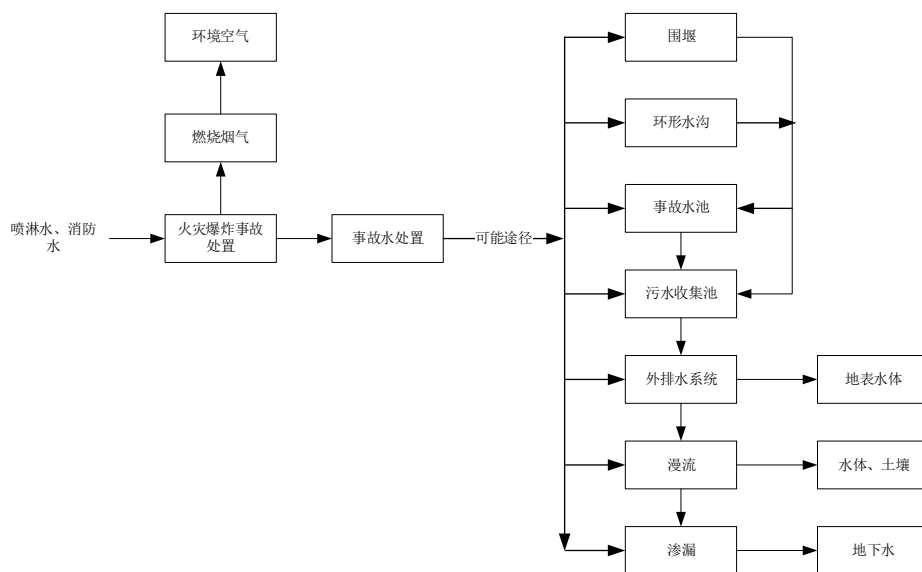 环境空气
围堰
燃烧烟气
环形水沟
喷淋水、消防
水
火灾爆炸事故
处置
事故水处置
可能途径
事故水池
污水收集池
外排水系统
地表水体
漫流
水体、土壤
渗漏
地下水